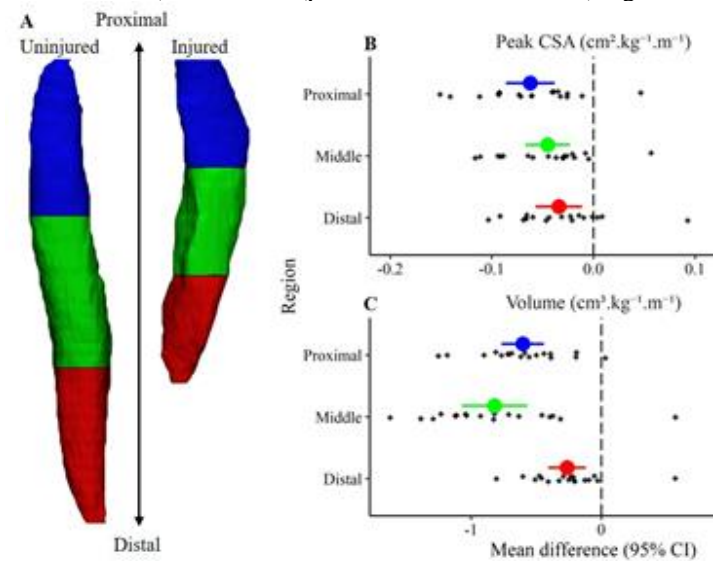 A
Proximal
Uninjured
Injured
Distal
Region
B
Peak CSA (cm².kg⁻¹.m⁻¹)
Proximal
Middle
Distal
-0.2
-0.1
0.0
0.1
C
Volume (cm³.kg⁻¹.m⁻¹)
Proximal
Middle
Distal
-1
0
Mean difference (95% CI)